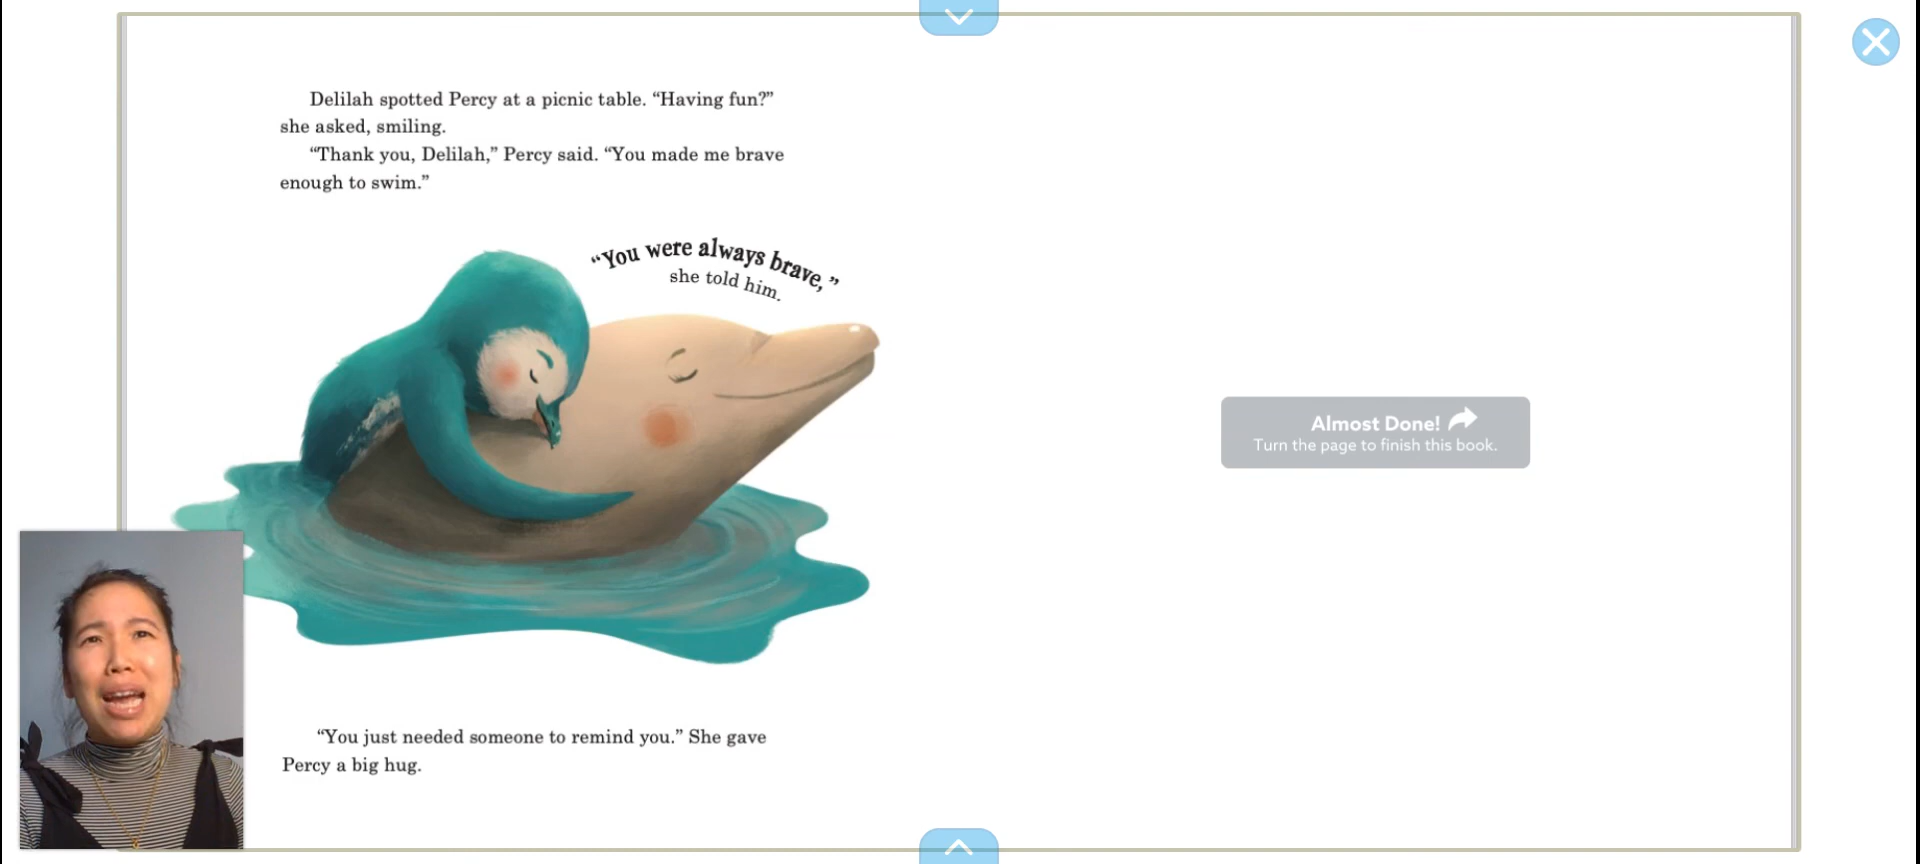 Delilah spotted Percy at a picnic table. “Having fun?”
she asked, smiling.
“Thank you, Delilah,” Percy said. “You made me brave
enough to swim.”
“You were always brave,”
she told him.
Almost Done!
Turn the page to finish this book.
“You just needed someone to remind you.” She gave
Percy a big hug.